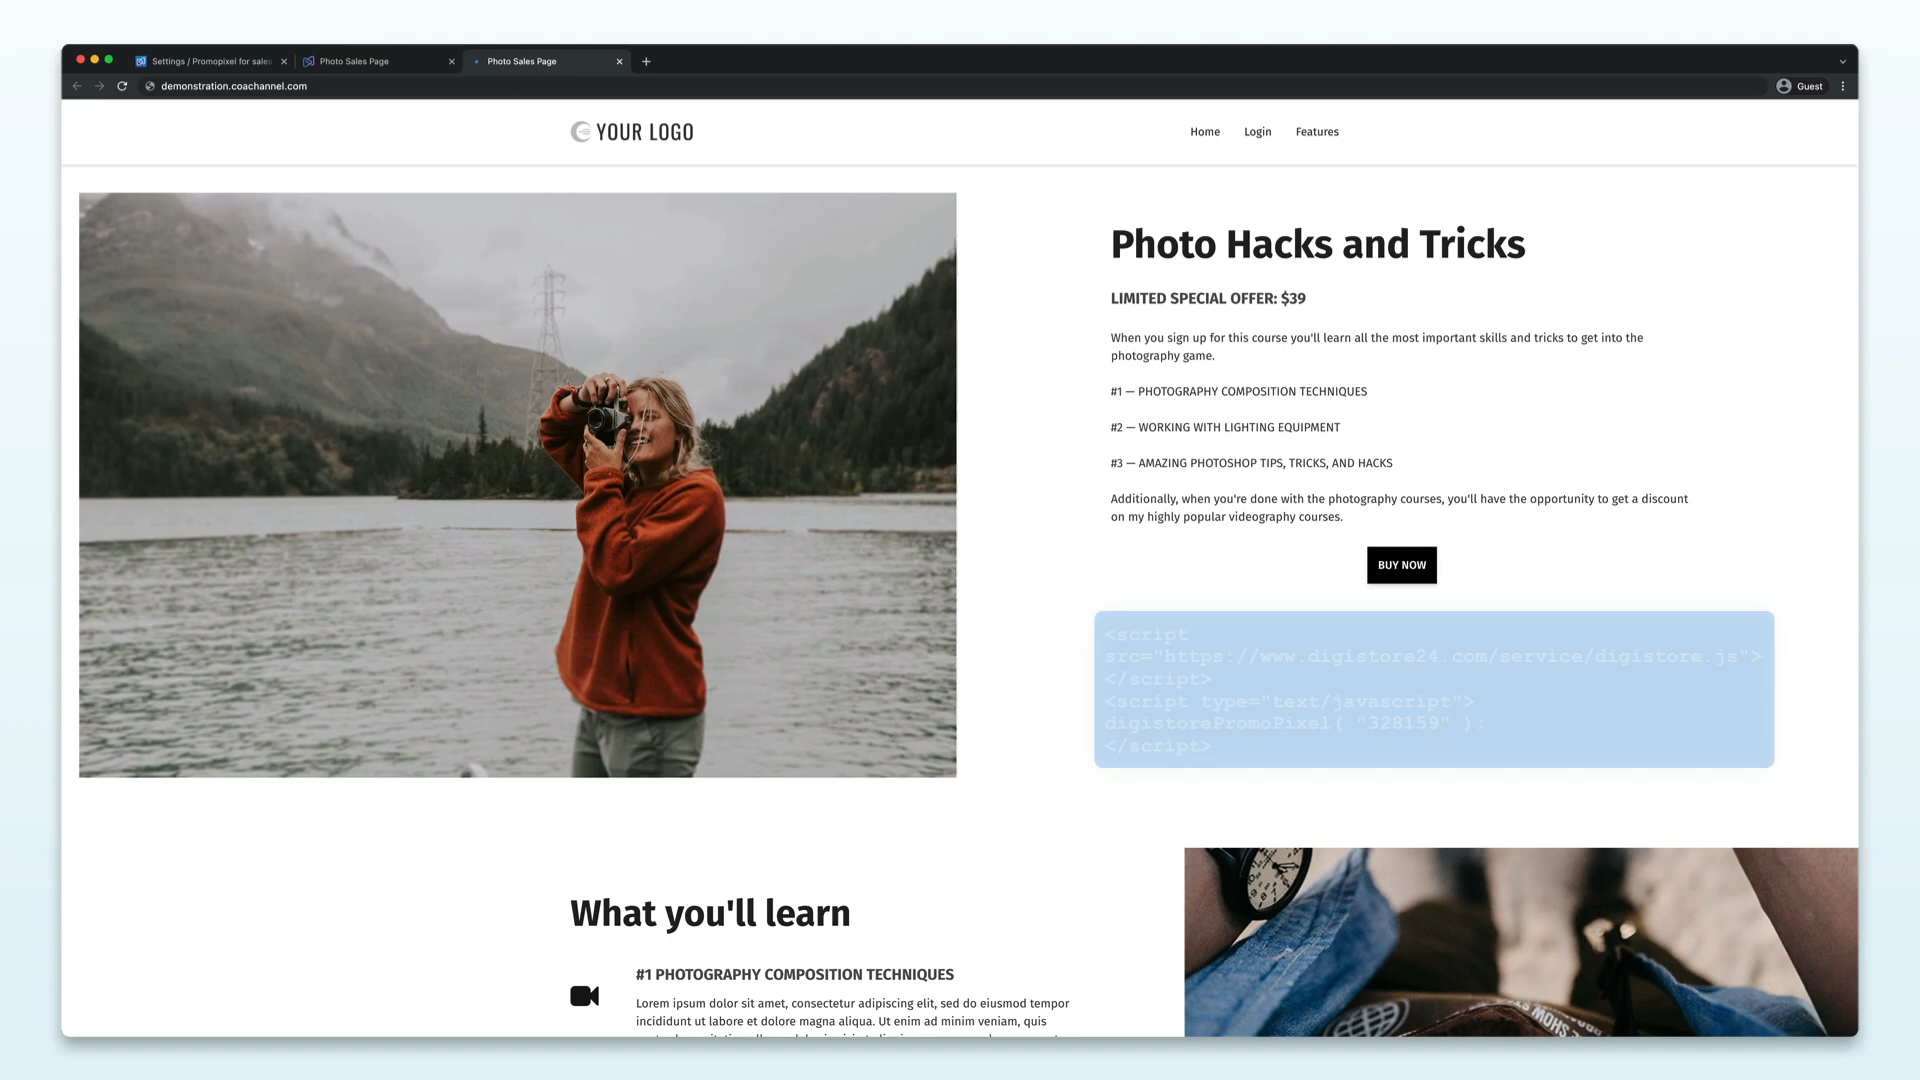 Settings / Promopixel for sales
Photo Sales Page
Photo Sales Page
demonstration.coachannel.com
Guest
YOUR LOGO
Home
Login
Features
Photo Hacks and Tricks
LIMITED SPECIAL OFFER: $39
When you sign up for this course you'll learn all the most important skills and tricks to get into the
photography game.
#1 — PHOTOGRAPHY COMPOSITION TECHNIQUES
#2 — WORKING WITH LIGHTING EQUIPMENT
#3 — AMAZING PHOTOSHOP TIPS, TRICKS, AND HACKS
Additionally, when you're done with the photography courses, you'll have the opportunity to get a discount
on my highly popular videography courses.
BUY NOW
<script
src="https://www.digistore24.com/service/digistore.js">
</script>
<script type="text/javascript">
digistorePromoPixel( "328159" );
</script>
What you'll learn
#1 PHOTOGRAPHY COMPOSITION TECHNIQUES
Lorem ipsum dolor sit amet, consectetur adipiscing elit, sed do eiusmod tempor
incididunt ut labore et dolore magna aliqua. Ut enim ad minim veniam, quis